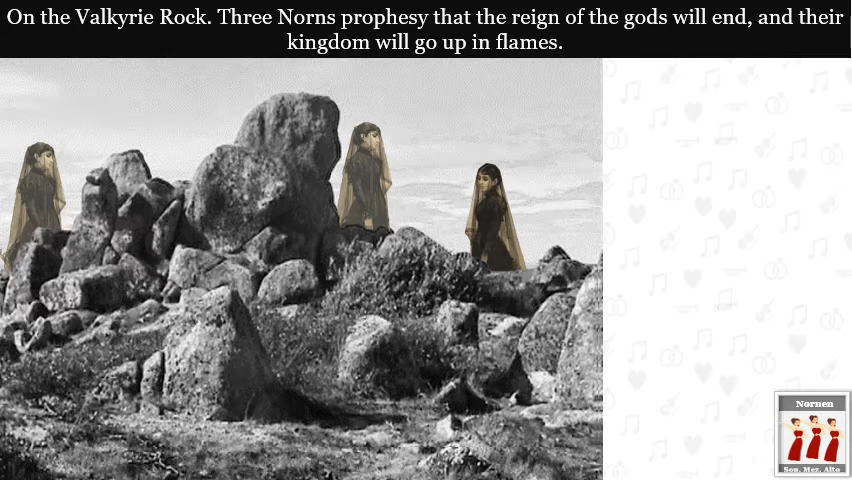 On the Valkyrie Rock. Three Norns prophesy that the reign of the gods will end, and their
kingdom will go up in flames.
Nornen
Sou, Mez, Alto